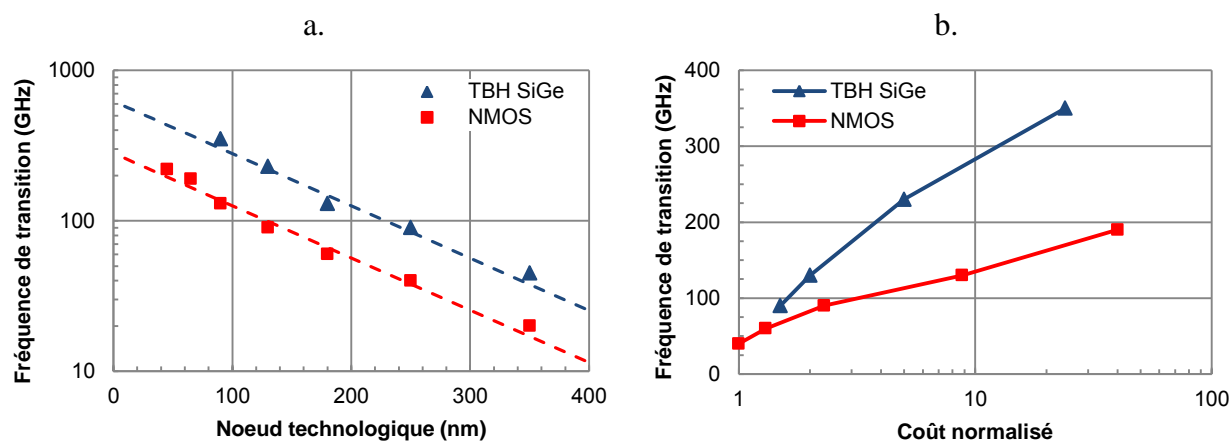 a.
Fréquence de transition (GHz)
1000
100
10
0 100 200 300 400
Noeud technologique (nm)
TBH SiGe
NMOS
b.
Fréquence de transition (GHz)
400
300
200
100
0
1 10 100
Coût normalisé
TBH SiGe
NMOS